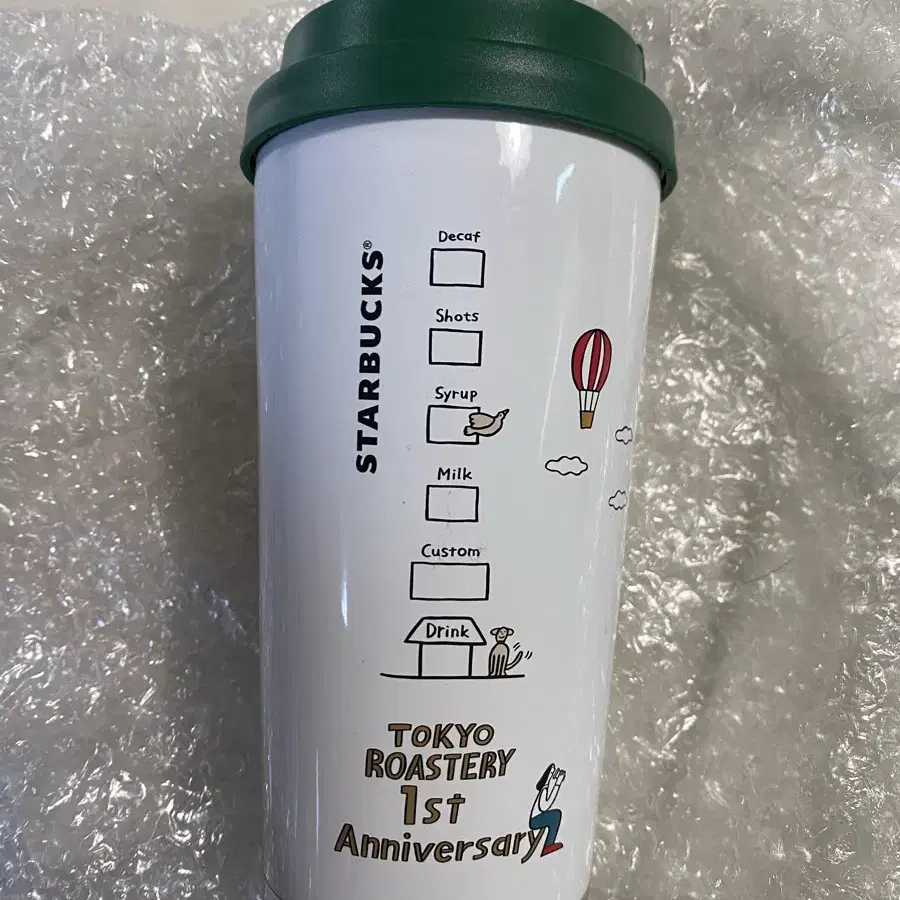 STARBUCKS®
Decaf
Shots
Syrup
Milk
Custom
Drink
TOKYO
ROASTERY
1st
Anniversary